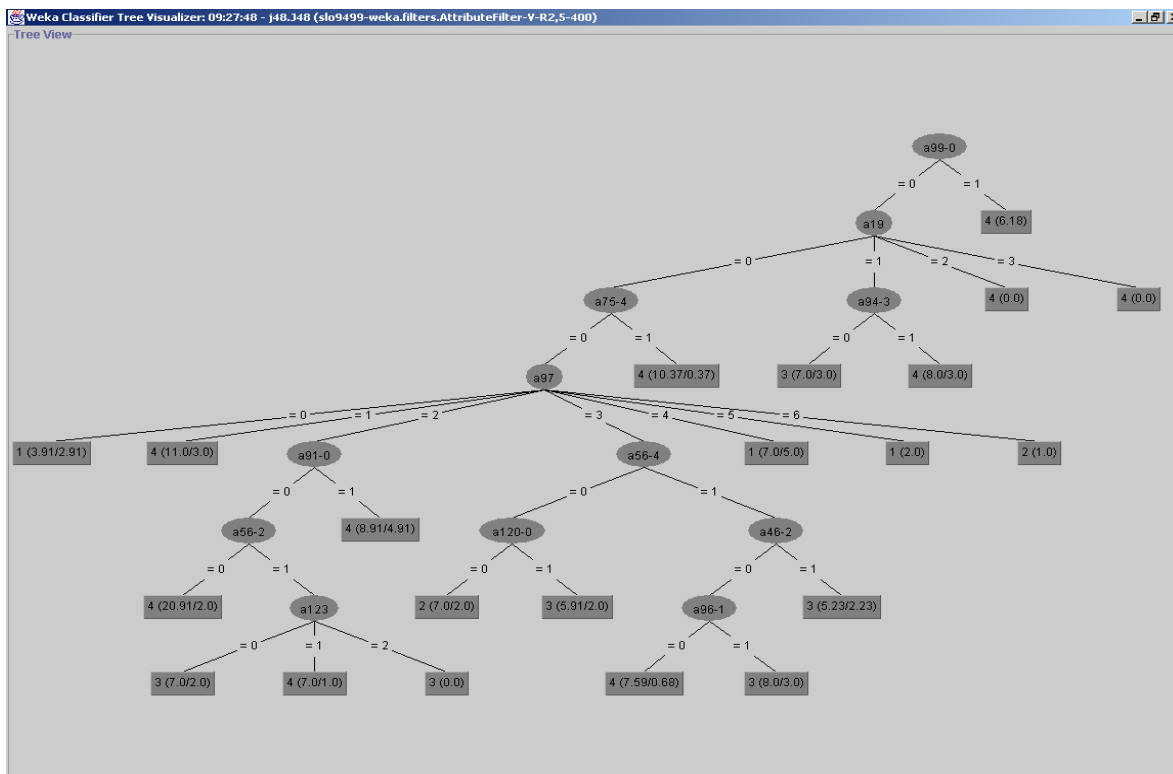 Weka Classifier Tree Visualizer: 09:27:48 - j48.J48 (slo9499-weka.filters.AttributeFilter-V-R2,5-400)
Tree View
a99-0
= 0 = 1
a19 4 (6.18)
= 0 = 1 = 2 = 3
a75-4 a94-3 4 (0.0) 4 (0.0)
= 0 = 1 = 0 = 1
a97 4 (10.37/0.37) 3 (7.0/3.0) 4 (8.0/3.0)
= 0 = 1 = 2 = 3 = 4 = 5 = 6
1 (3.91/2.91) 4 (11.0/3.0) a91-0 a56-4 1 (7.0/5.0) 1 (2.0) 2 (1.0)
= 0 = 1 = 0 = 1
a56-2 4 (8.91/4.91) a120-0 a46-2
= 0 = 1 = 0 = 1 = 0 = 1
4 (20.91/2.0) a123 2 (7.0/2.0) 3 (5.91/2.0) a96-1 3 (5.23/2.23)
= 0 = 1 = 2 = 0 = 1
3 (7.0/2.0) 4 (7.0/1.0) 3 (0.0) 4 (7.59/0.68) 3 (8.0/3.0)